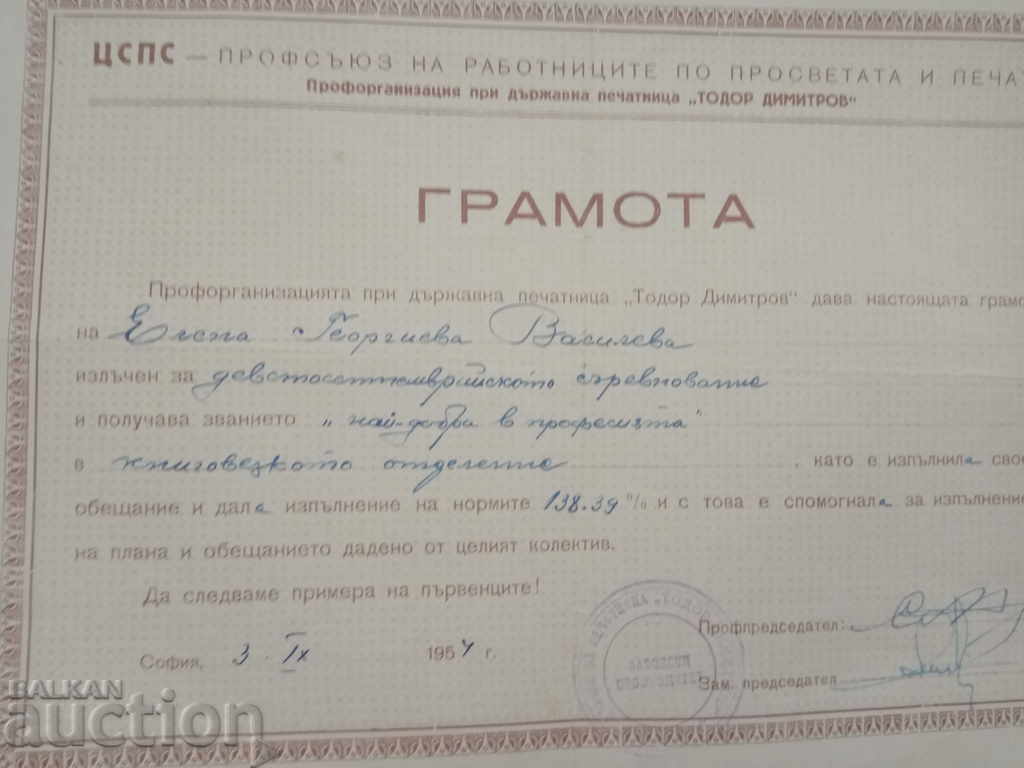 ЦСПС — ПРОФСЪЮЗ НА РАБОТНИЦИТЕ ПО ПРОСВЕТАТА И ПЕЧА
Профорганизация при държавна печатница „ТОДОР ДИМИТРОВ"
ГРАМОТА
Профорганизацията при държавна печатница „Тодор Димитров" дава настоящата грамо
на Елена Георгиева Василева
излъчен за деветосептемврийското съревнование
и получава званието „най-добра в професията"
в книговезкото отделение, като е изпълнила свое
обещание и дала изпълнение на нормите 138.39 % и с това е спомогнала за изпълнение
на плана и обещанието дадено от целият колектив.
Да следваме примера на първенците!
Профпредседател:
София, 3 IX 1954 г.
Зам. председател
BALKAN
auction